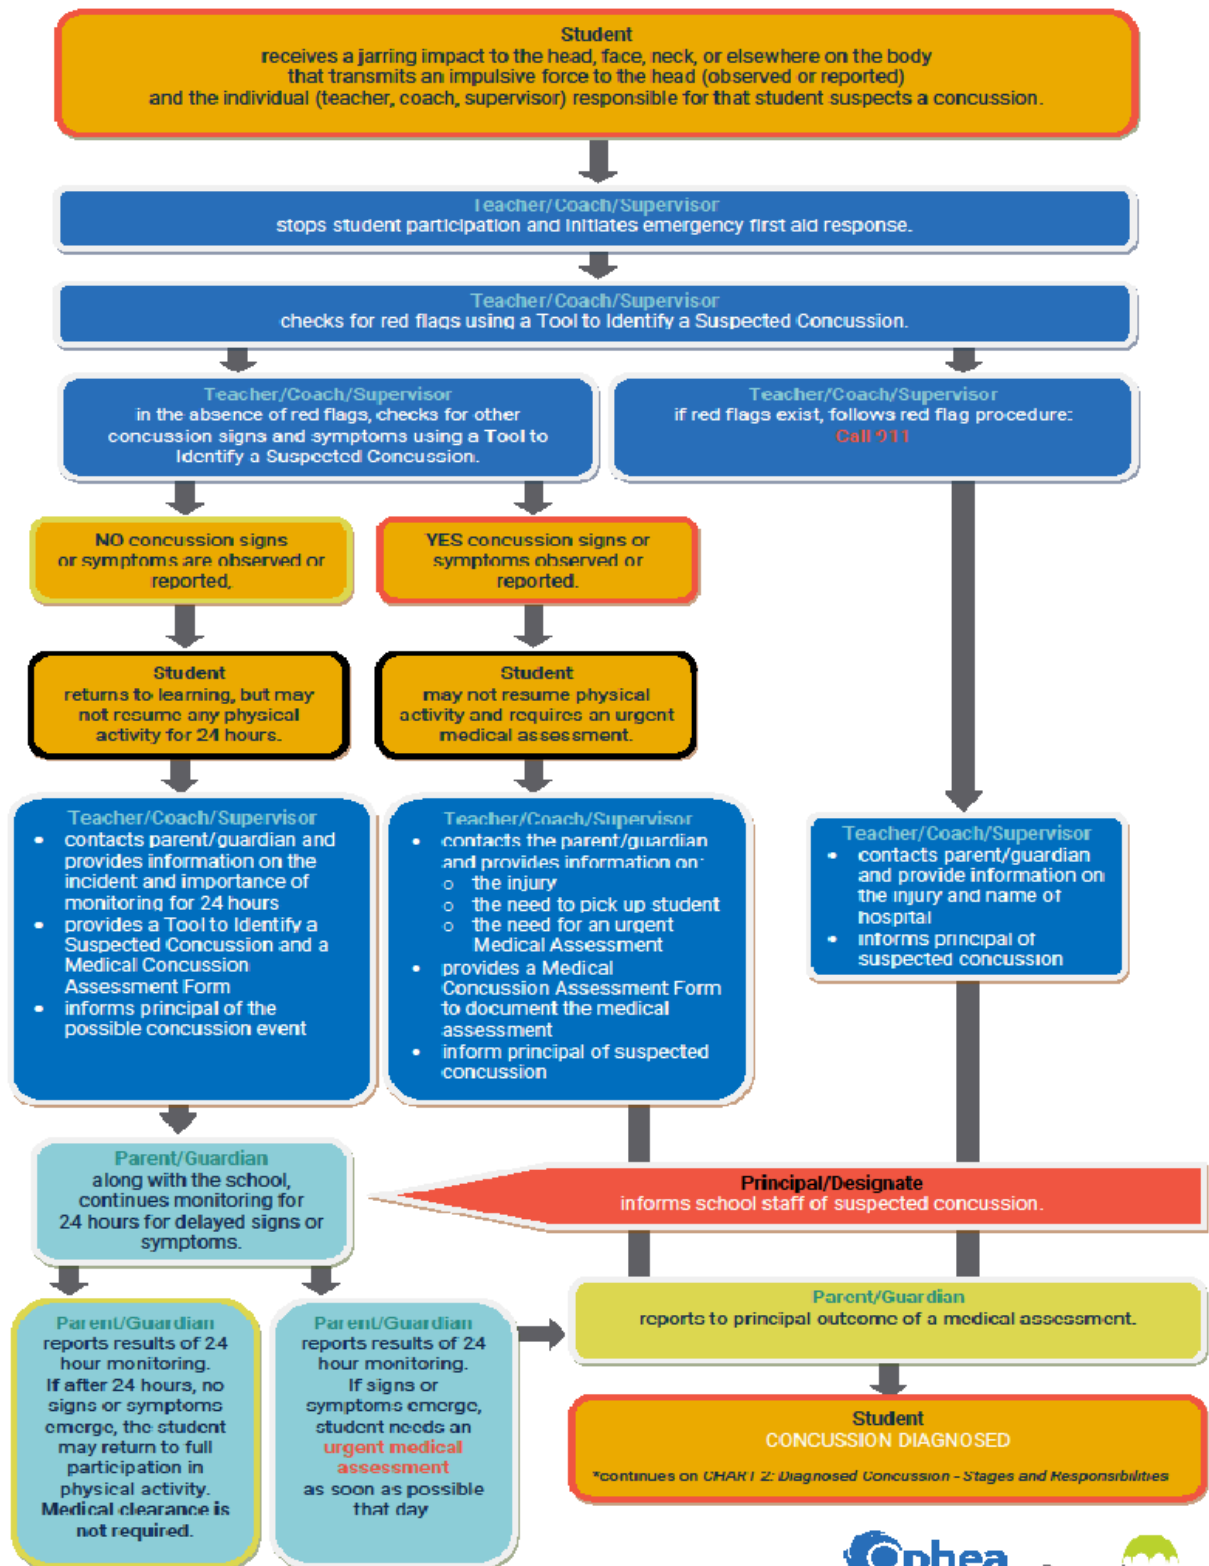 Student
receives a jarring impact to the head, face, neck, or elsewhere on the body
that transmits an impulsive force to the head (observed or reported)
and the individual (teacher, coach, supervisor) responsible for that student suspects a concussion.
Teacher/Coach/Supervisor
stops student participation and initiates emergency first aid response.
Teacher/Coach/Supervisor
checks for red flags using a Tool to Identify a Suspected Concussion.
Teacher/Coach/Supervisor
in the absence of red flags, checks for other
concussion signs and symptoms using a Tool to
Identify a Suspected Concussion.
Teacher/Coach/Supervisor
if red flags exist, follows red flag procedure:
Call 911
NO concussion signs
or symptoms are observed or
reported,
YES concussion signs or
symptoms observed or
reported.
Student
returns to learning, but may
not resume any physical
activity for 24 hours.
Student
may not resume physical
activity and requires an urgent
medical assessment.
Teacher/Coach/Supervisor
• contacts parent/guardian and
provides information on the
incident and importance of
monitoring for 24 hours
• provides a Tool to Identify a
Suspected Concussion and a
Medical Concussion
Assessment Form
• informs principal of the
possible concussion event
Teacher/Coach/Supervisor
• contacts the parent/guardian
and provides information on:
o the injury
o the need to pick up student
o the need for an urgent
Medical Assessment
• provides a Medical
Concussion Assessment Form
to document the medical
assessment
• inform principal of suspected
concussion
Teacher/Coach/Supervisor
• contacts parent/guardian
and provide information on
the injury and name of
hospital
• informs principal of
suspected concussion
Parent/Guardian
along with the school,
continues monitoring for
24 hours for delayed signs or
symptoms.
Principal/Designate
informs school staff of suspected concussion.
Parent/Guardian
reports results of 24
hour monitoring.
If after 24 hours, no
signs or symptoms
emerge, the student
may return to full
participation in
physical activity.
Medical clearance is
not required.
Parent/Guardian
reports results of 24
hour monitoring.
If signs or
symptoms emerge,
student needs an
urgent medical
assessment
as soon as possible
that day
Parent/Guardian
reports to principal outcome of a medical assessment.
Student
CONCUSSION DIAGNOSED
*continues on CHART 2: Diagnosed Concussion - Stages and Responsibilities
Ophea